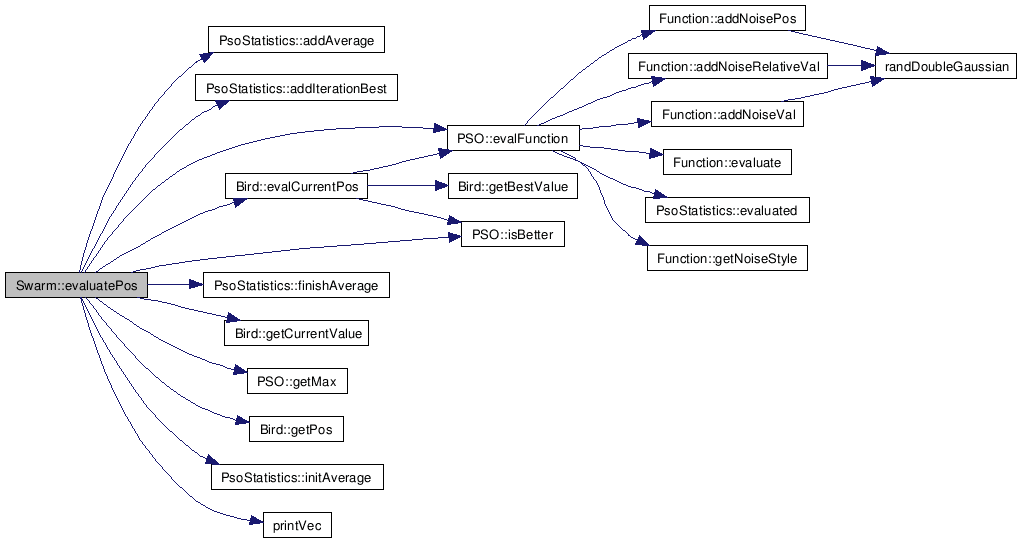 Function::addNoisePos
PsoStatistics::addAverage
Function::addNoiseRelativeVal
randDoubleGaussian
PsoStatistics::addIterationBest
Function::addNoiseVal
PSO::evalFunction
Function::evaluate
Bird::evalCurrentPos
Bird::getBestValue
PsoStatistics::evaluated
PSO::isBetter
Function::getNoiseStyle
Swarm::evaluatePos
PsoStatistics::finishAverage
Bird::getCurrentValue
PSO::getMax
Bird::getPos
PsoStatistics::initAverage
printVec